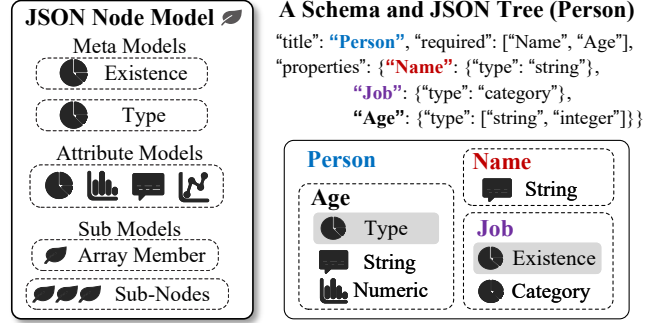 JSON Node Model
Meta Models
Existence
Type
Attribute Models
Sub Models
Array Member
Sub-Nodes
A Schema and JSON Tree (Person)
“title”: “Person”, “required”: [“Name”, “Age”],
“properties”: {“Name”: {“type”: “string”},
“Job”: {“type”: “category”},
“Age”: {“type”: [“string”, “integer”]}}
Person
Age
Type
String
Numeric
Name
String
Job
Existence
Category